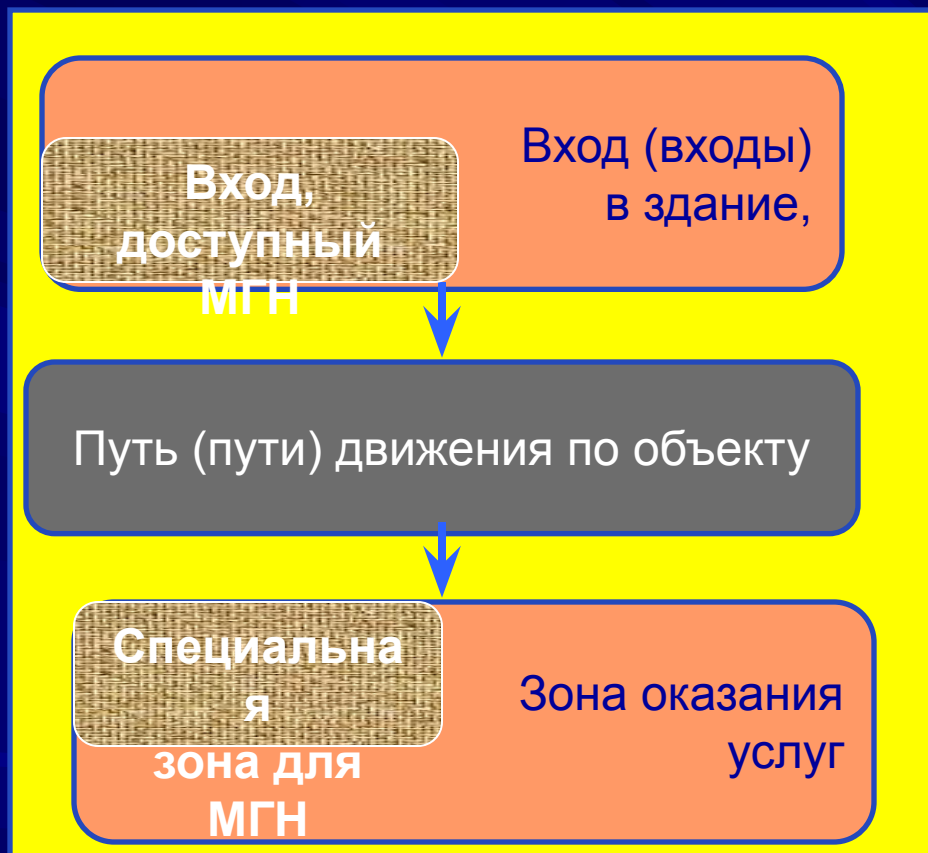 Вход (входы)
в здание,
Вход,
доступный
МГН
Путь (пути) движения по объекту
Специальна
я
зона для
МГН
Зона оказания
услуг